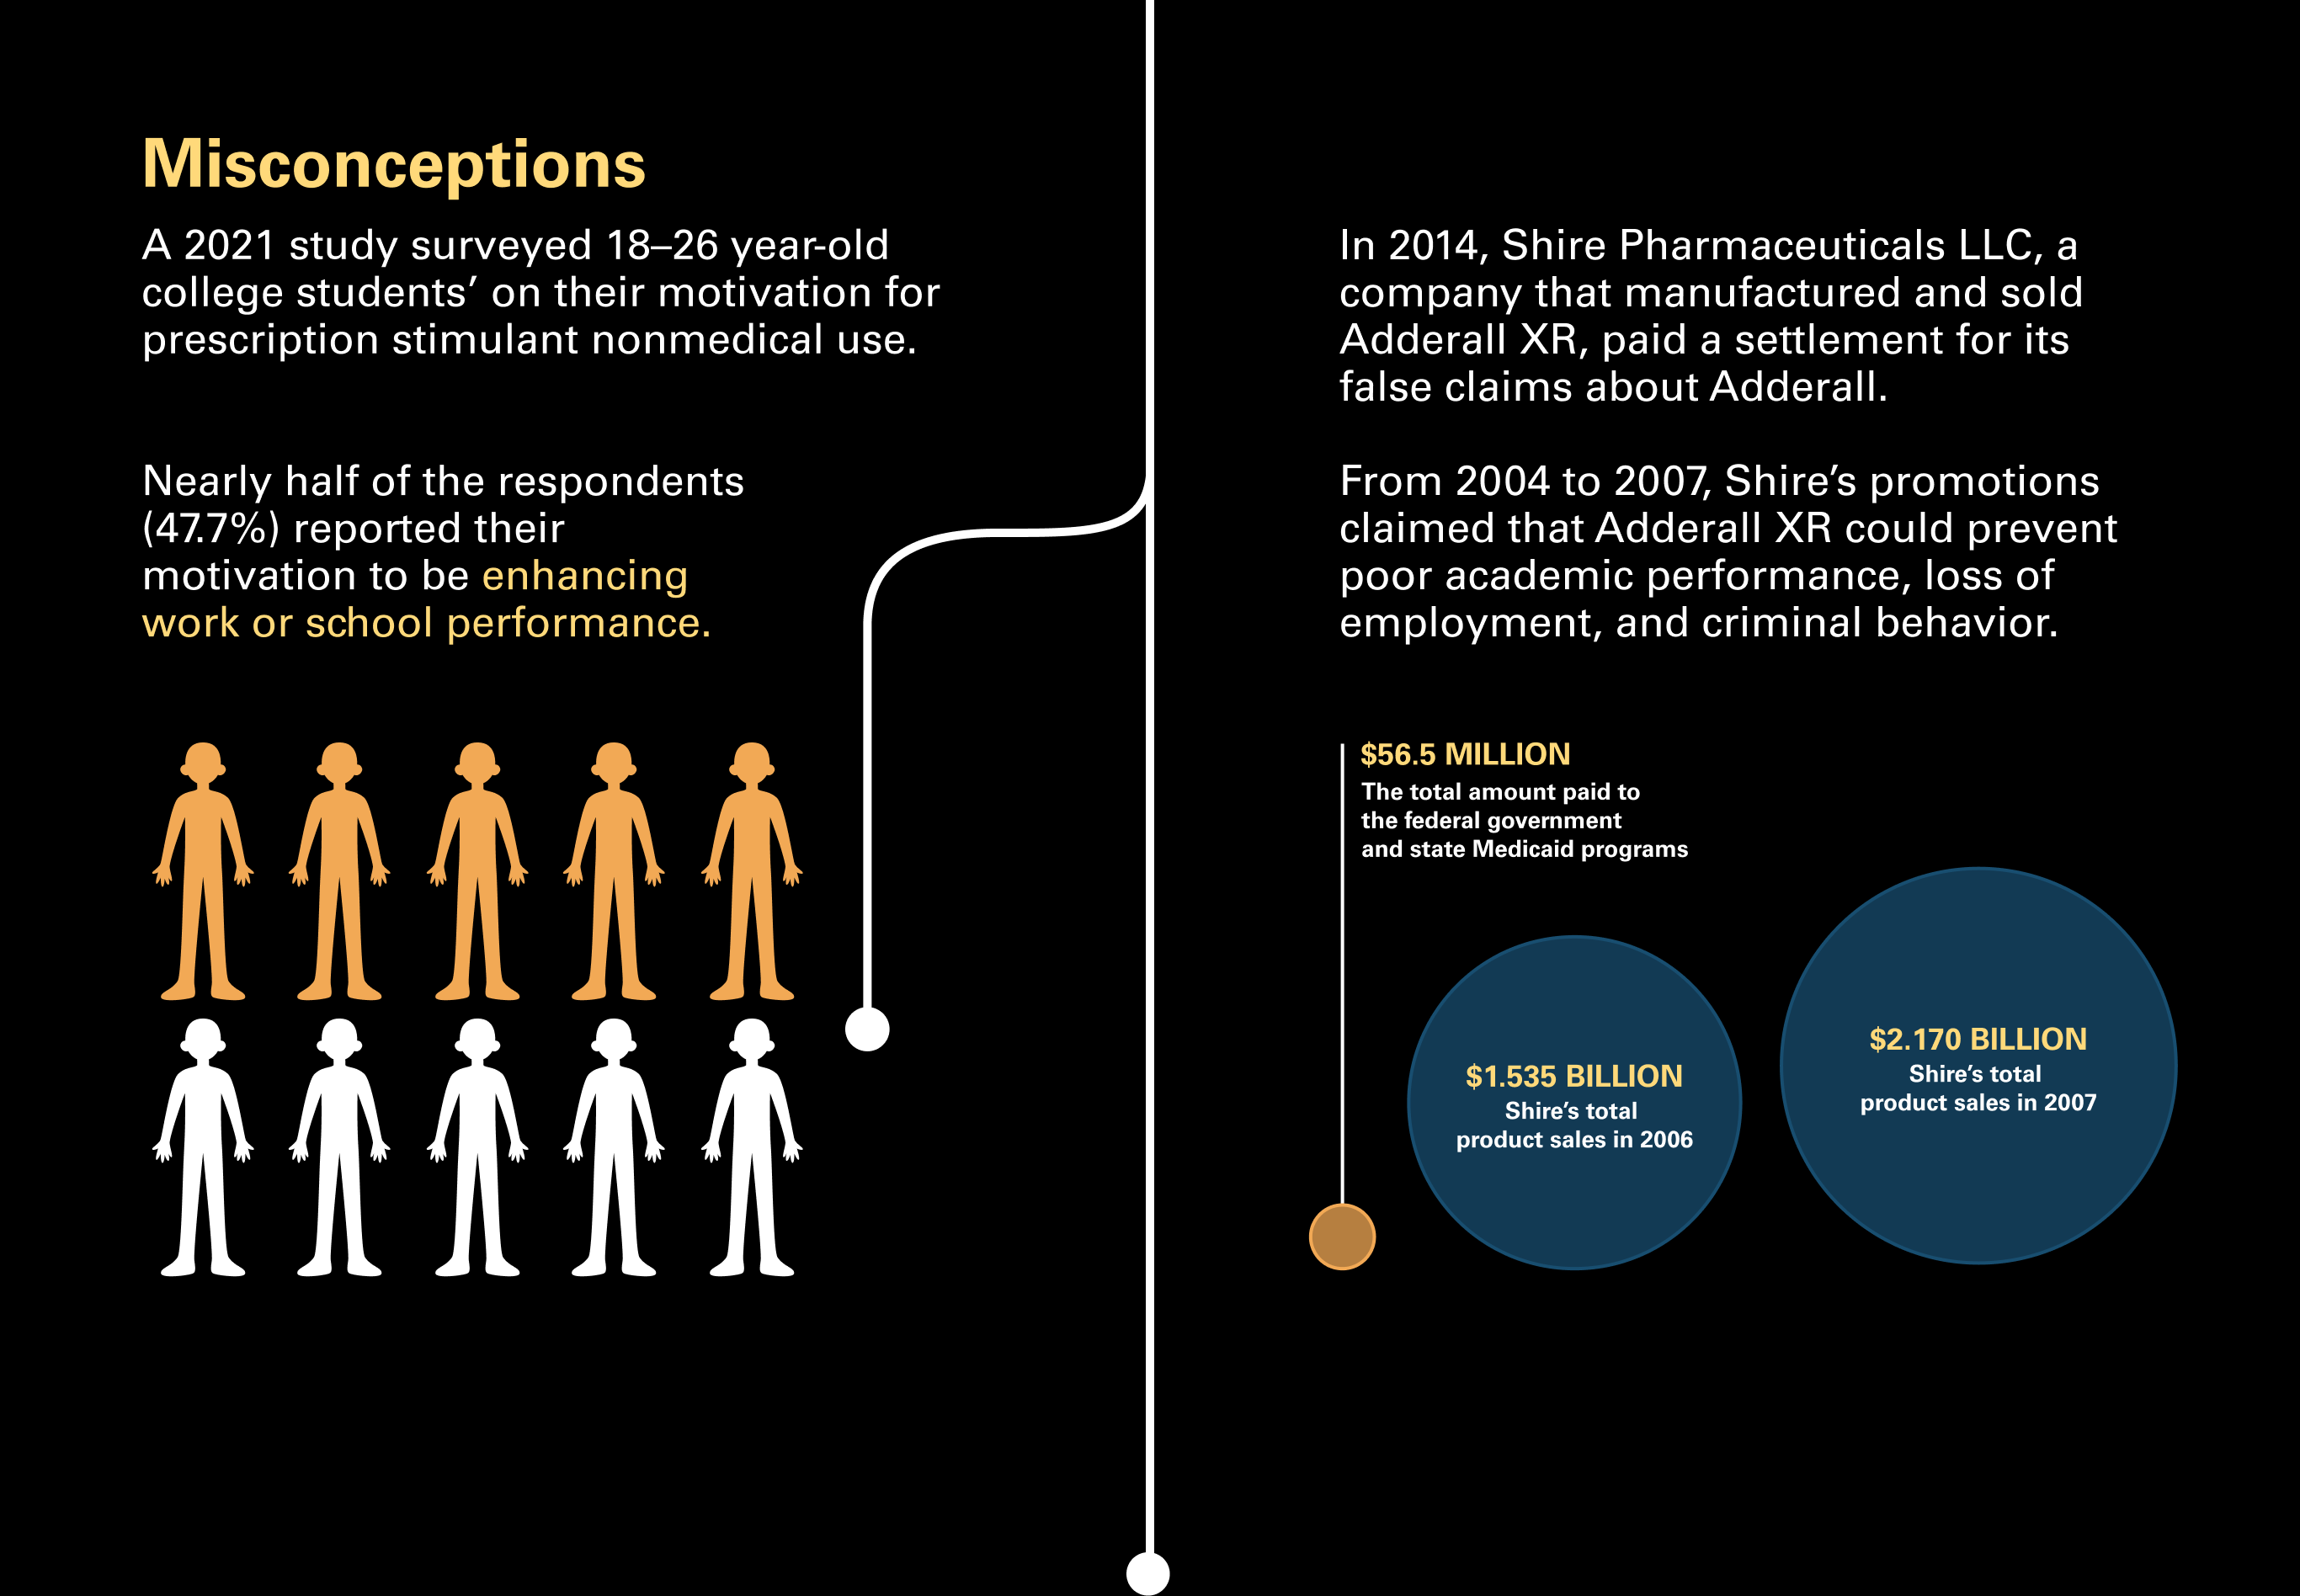 Misconceptions
A 2021 study surveyed 18–26 year-old
college students’ on their motivation for
prescription stimulant nonmedical use.
Nearly half of the respondents
(47.7%) reported their
motivation to be enhancing
work or school performance.
In 2014, Shire Pharmaceuticals LLC, a
company that manufactured and sold
Adderall XR, paid a settlement for its
false claims about Adderall.
From 2004 to 2007, Shire’s promotions
claimed that Adderall XR could prevent
poor academic performance, loss of
employment, and criminal behavior.
$56.5 MILLION
The total amount paid to
the federal government
and state Medicaid programs
$1.535 BILLION
Shire’s total
product sales in 2006
$2.170 BILLION
Shire’s total
product sales in 2007